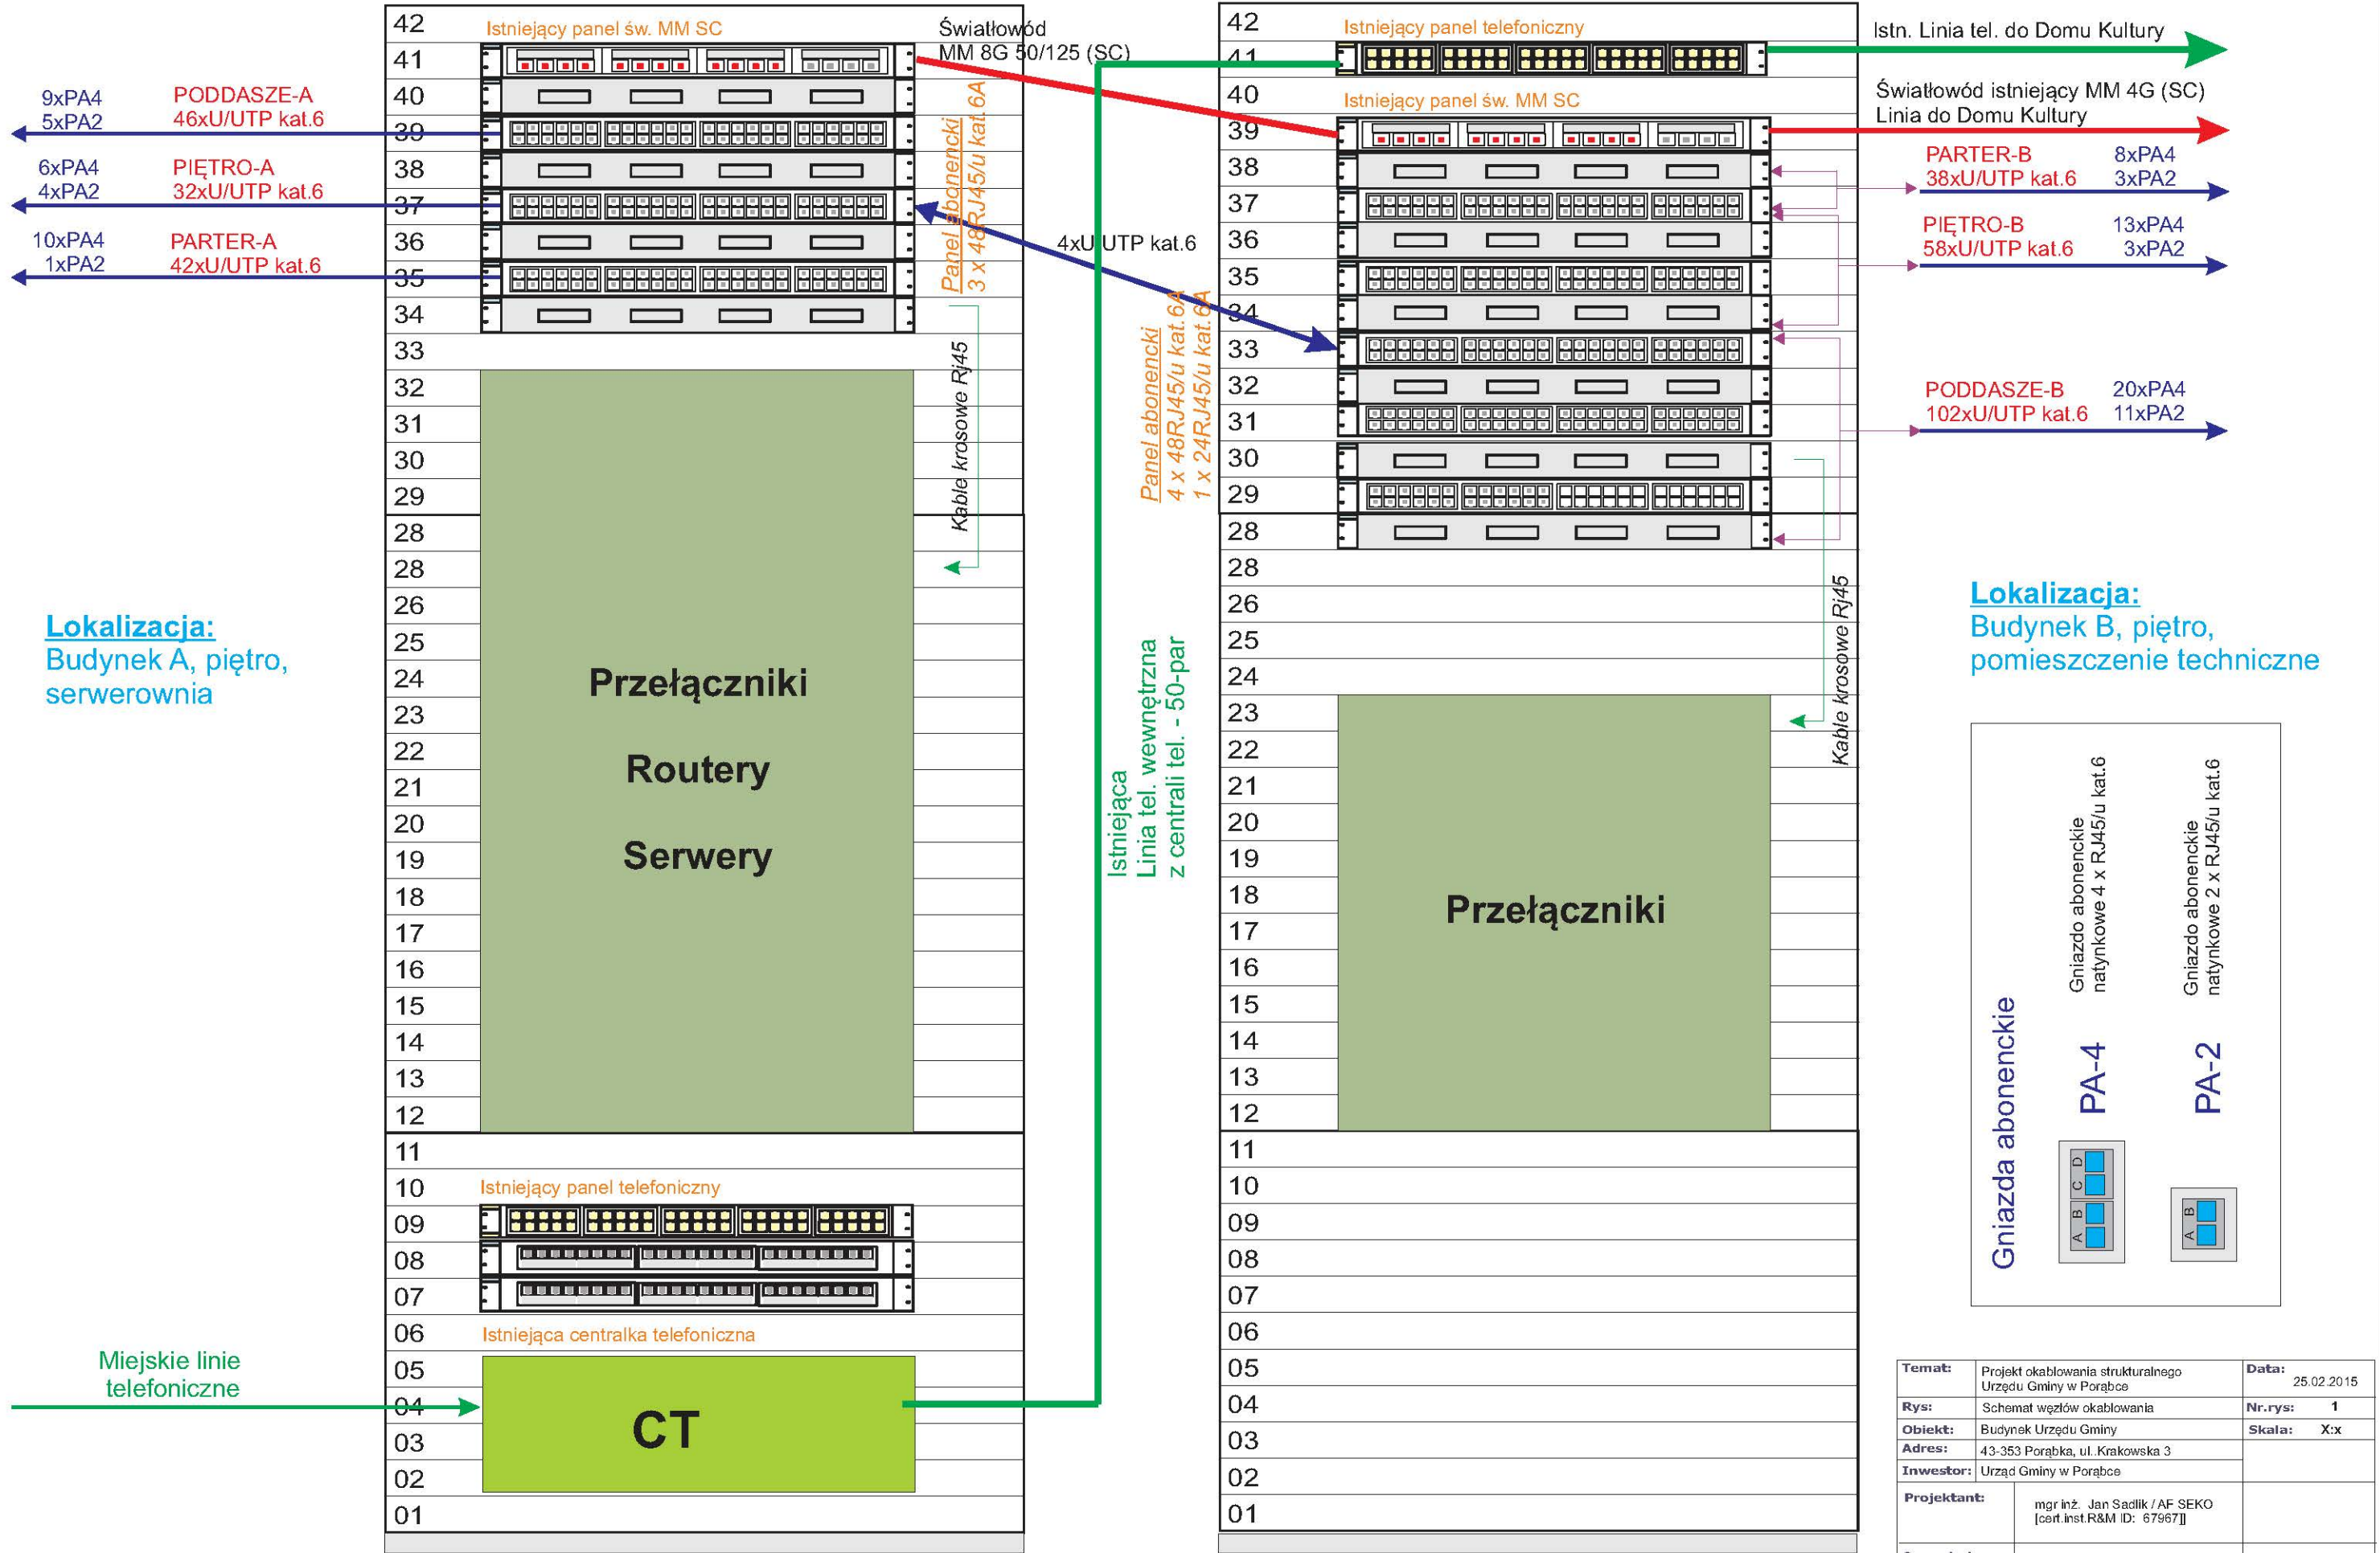 9xPA4
5xPA2
PODDASZE-A
46xU/UTP kat.6
6xPA4
4xPA2
PIĘTRO-A
32xU/UTP kat.6
10xPA4
1xPA2
PARTER-A
42xU/UTP kat.6
Lokalizacja:
Budynek A, piętro,
serwerownia
Miejskie linie
telefoniczne
42
41
40
39
38
37
36
35
34
33
32
31
30
29
28
28
26
25
24
23
22
21
20
19
18
17
16
15
14
13
12
11
10
09
08
07
06
05
04
03
02
01
Istniejący panel św. MM SC
Przełączniki
Routery
Serwery
Istniejący panel telefoniczny
Istniejąca centralka telefoniczna
CT
Panel abonencki
3 x 48RJ45/u kat.6A
Kable krosowe Rj45
Światłowód
MM 8G 50/125 (SC)
4xU/UTP kat.6
Istniejąca
Linia tel. wewnętrzna
z centrali tel. - 50-par
Panel abonencki
4 x 48RJ45/u kat.6A
1 x 24RJ45/u kat.6A
42
41
40
39
38
37
36
35
34
33
32
31
30
29
28
28
26
25
24
23
22
21
20
19
18
17
16
15
14
13
12
11
10
09
08
07
06
05
04
03
02
01
Istniejący panel telefoniczny
Istniejący panel św. MM SC
Przełączniki
Kable krosowe Rj45
Istn. Linia tel. do Domu Kultury
Światłowód istniejący MM 4G (SC)
Linia do Domu Kultury
PARTER-B
38xU/UTP kat.6
8xPA4
3xPA2
PIĘTRO-B
58xU/UTP kat.6
13xPA4
3xPA2
PODDASZE-B
102xU/UTP kat.6
20xPA4
11xPA2
Lokalizacja:
Budynek B, piętro,
pomieszczenie techniczne
Gniazda abonenckie
PA-4
Gniazdo abonenckie
natynkowe 4 x RJ45/u kat.6
A B C D
PA-2
Gniazdo abonenckie
natynkowe 2 x RJ45/u kat.6
A B
Temat: Projekt okablowania strukturalnego
Urzędu Gminy w Porąbce
Data: 25.02.2015
Rys: Schemat węzłów okablowania
Nr.rys: 1
Obiekt: Budynek Urzędu Gminy
Skala: X:x
Adres: 43-353 Porąbka, ul..Krakowska 3
Inwestor: Urząd Gminy w Porąbce
Projektant: mgr inż. Jan Sadlik / AF SEKO
[cert.inst.R&M ID: 67967]]